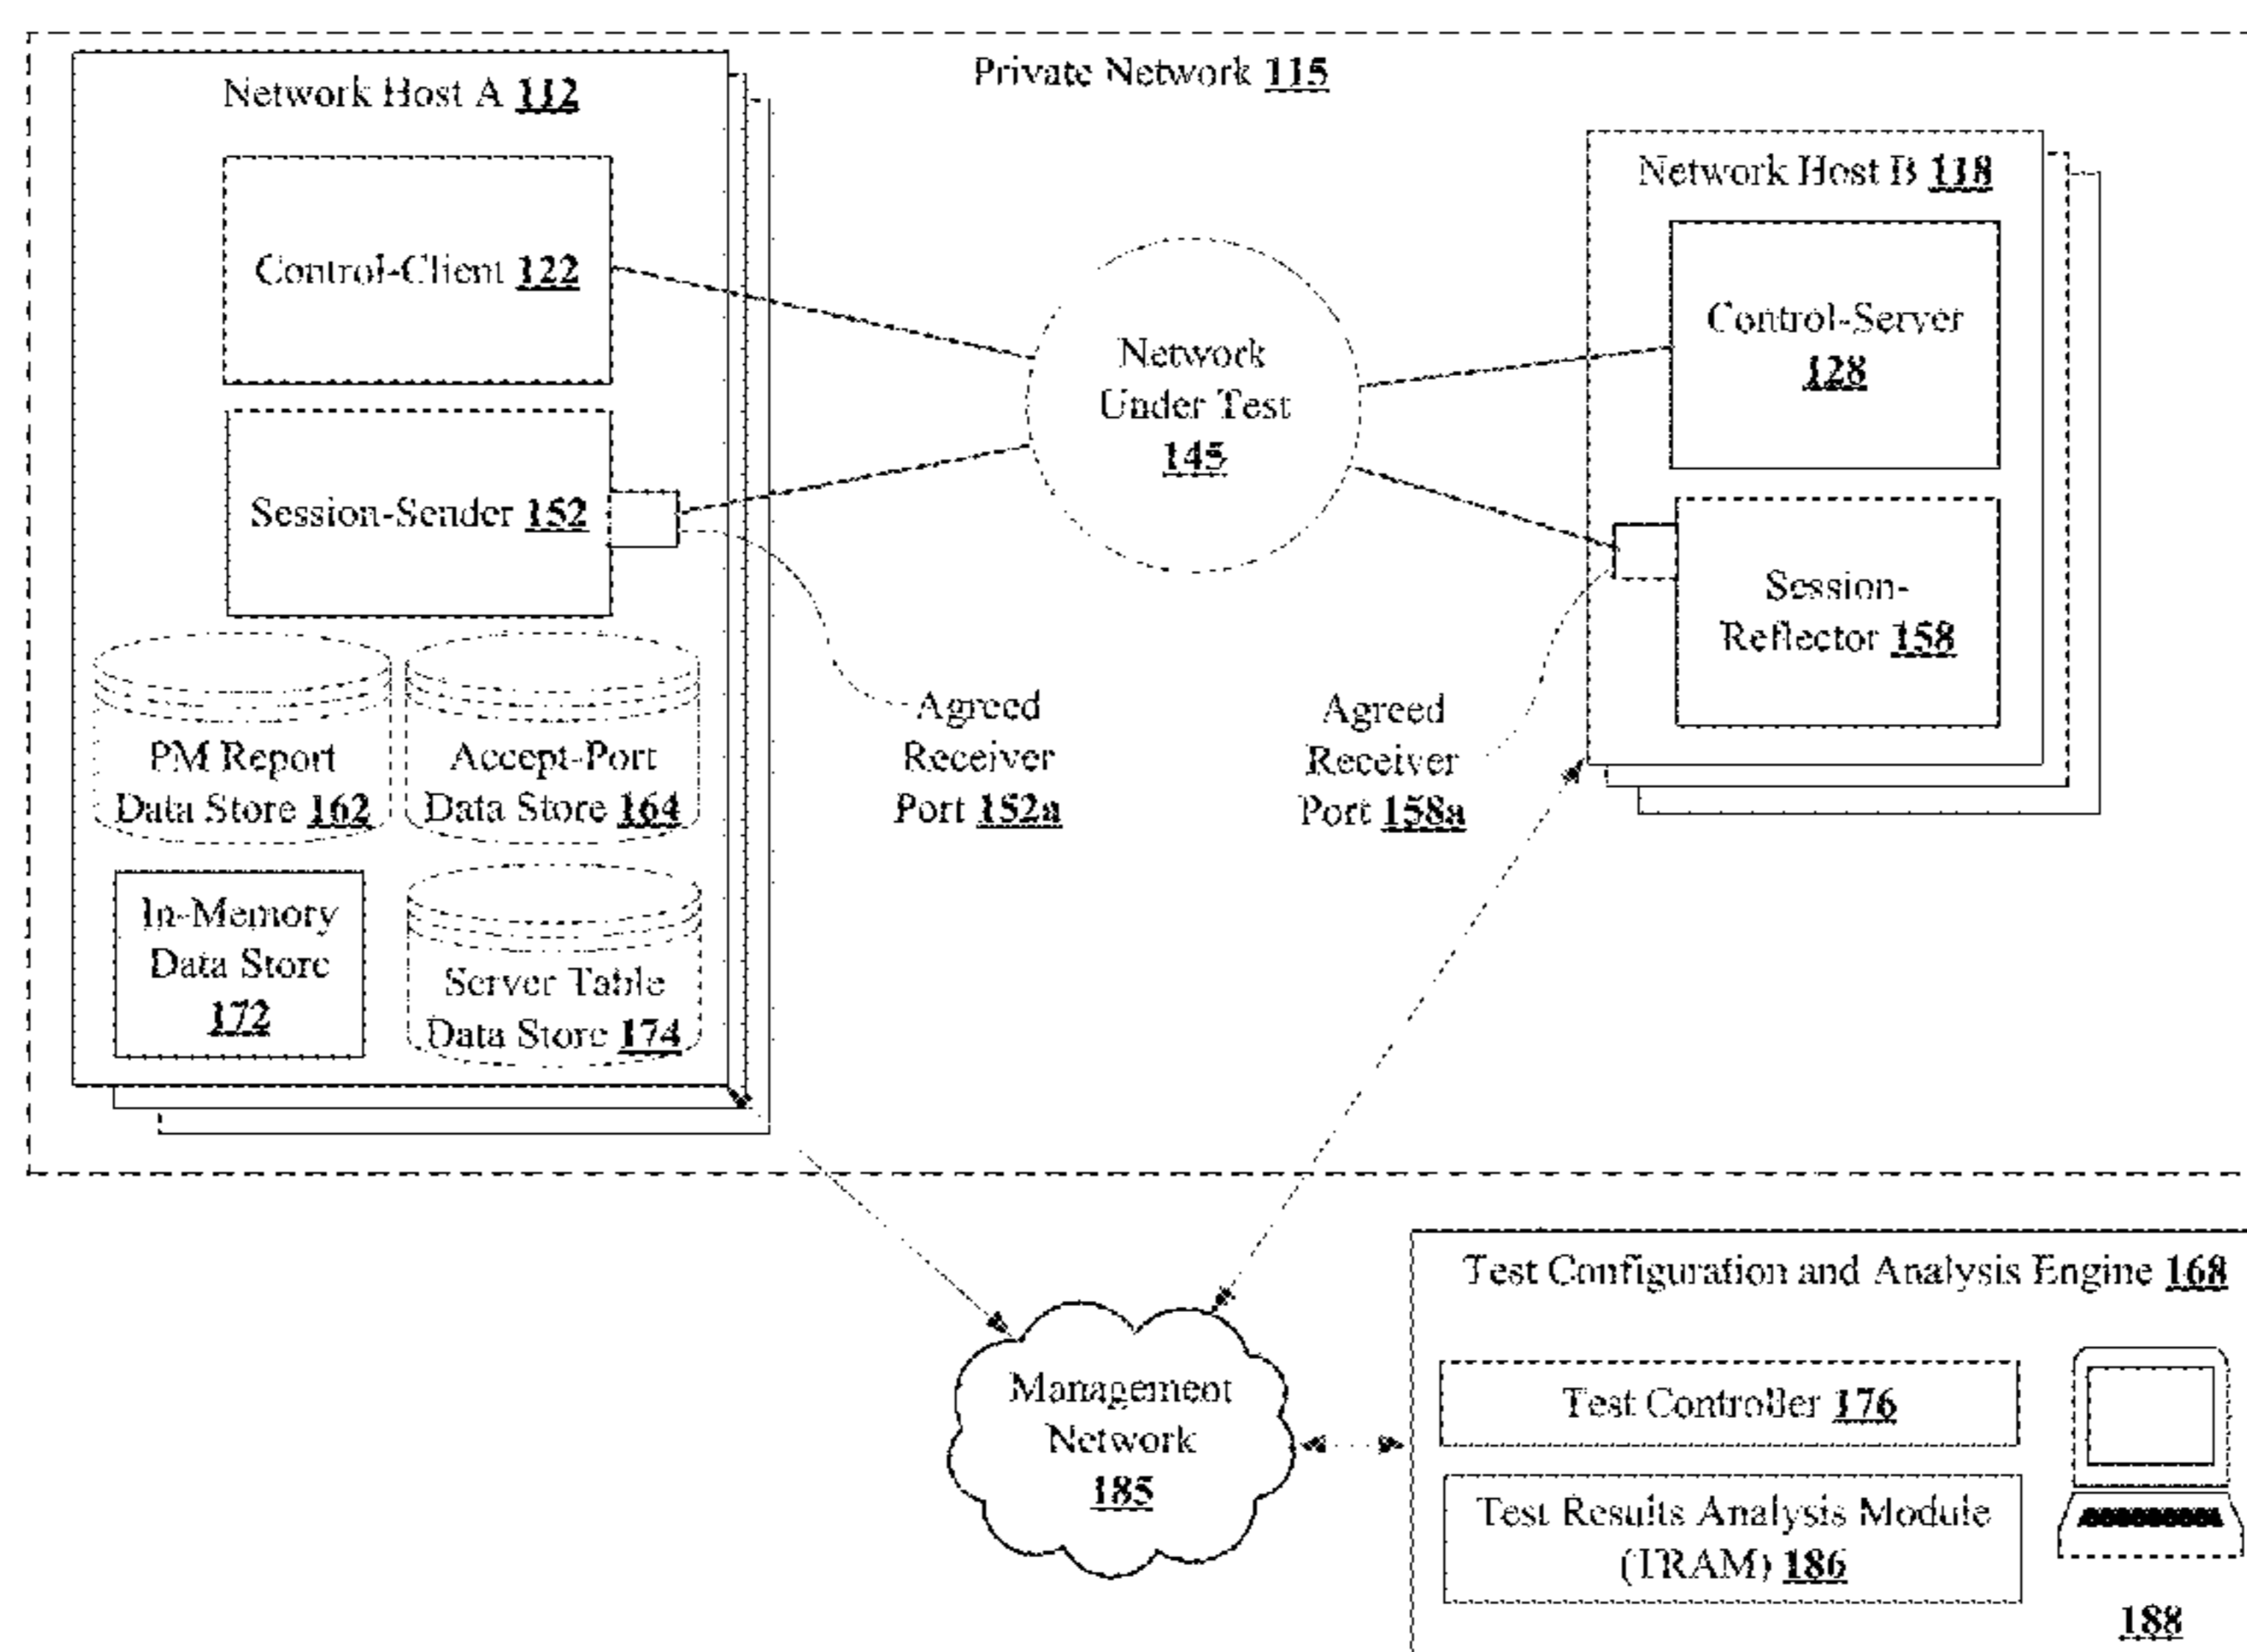 Private Network 115
Network Host A 112
Control-Client 122
Session-Sender 152
PM Report
Data Store 162
Accept-Port
Data Store 164
In-Memory
Data Store
172
Server Table
Data Store 174
Network
Under Test
145
Agreed
Receiver
Port 152a
Agreed
Receiver
Port 158a
Network Host B 118
Control-Server
128
Session-
Reflector 158
Management
Network
185
Test Configuration and Analysis Engine 168
Test Controller 176
Test Results Analysis Module
(TRAM) 186
188